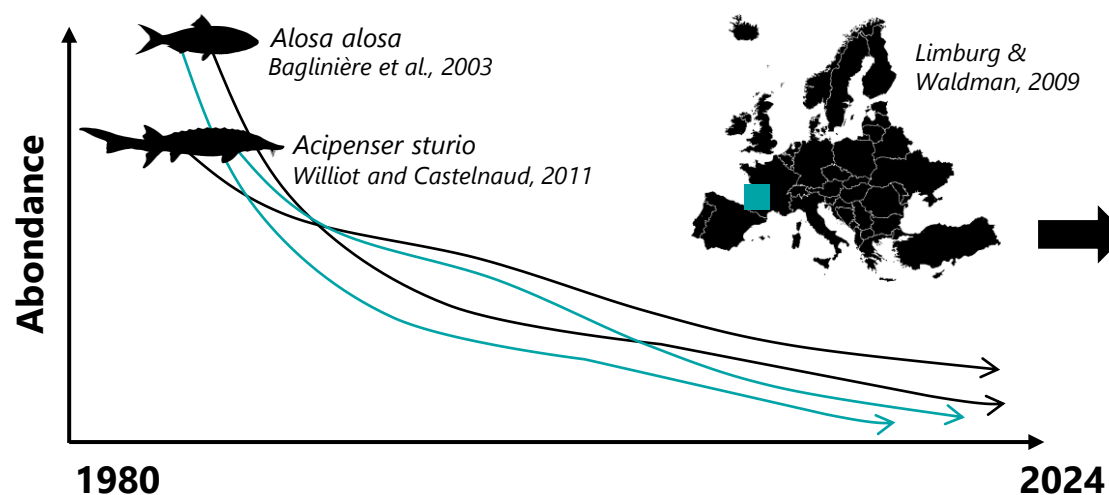 Alosa alosa
Baglinière et al., 2003
Acipenser sturio
Williot and Castelnaud, 2011
Limburg &
Waldman, 2009
Abondance
1980
2024